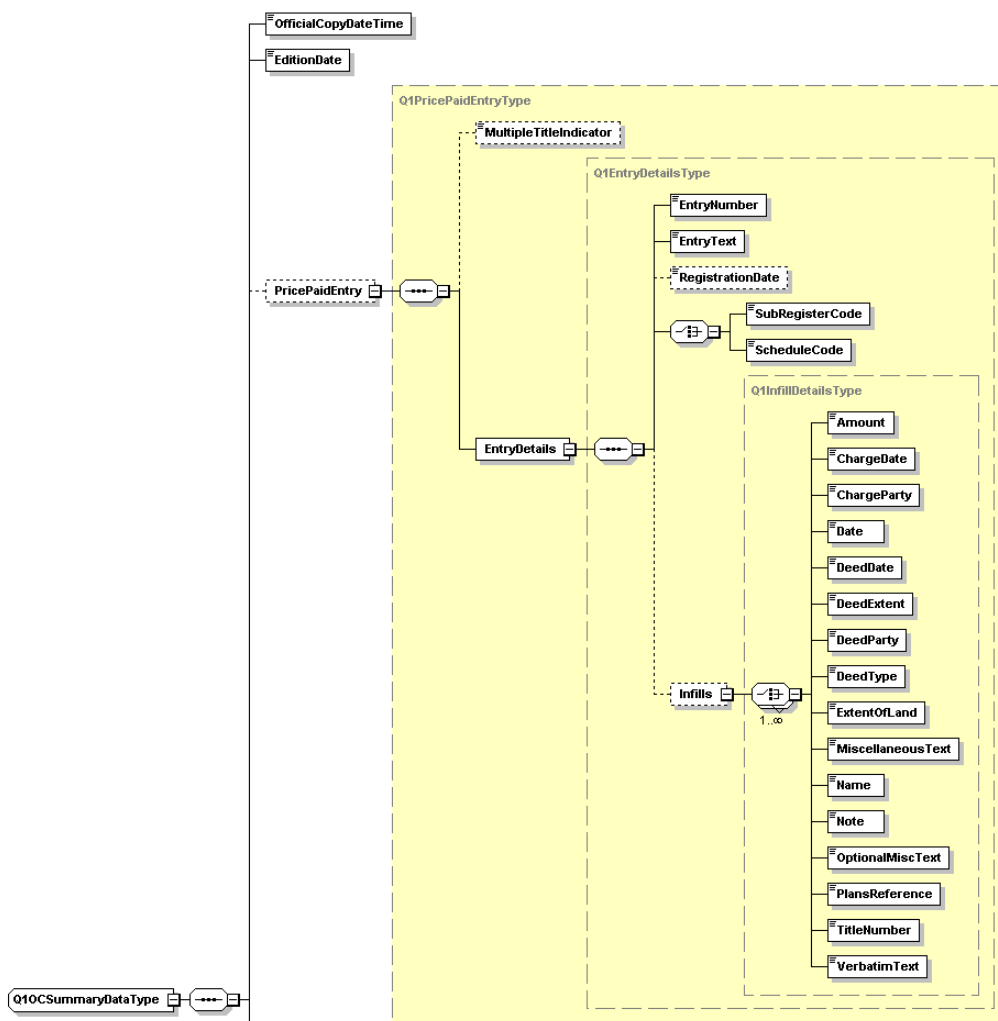 OfficialCopyDateTime
EditionDate
Q1PricePaidEntryType
MultipleTitleIndicator
Q1EntryDetailsType
EntryNumber
EntryText
RegistrationDate
PricePaidEntry
SubRegisterCode
ScheduleCode
Q1InfillDetailsType
Amount
EntryDetails
ChargeDate
ChargeParty
Date
DeedDate
DeedExtent
DeedParty
DeedType
Infills
1..∞
ExtentOfLand
MiscellaneousText
Name
Note
OptionalMiscText
PlansReference
TitleNumber
VerbatimText
Q1OCSummaryDataType